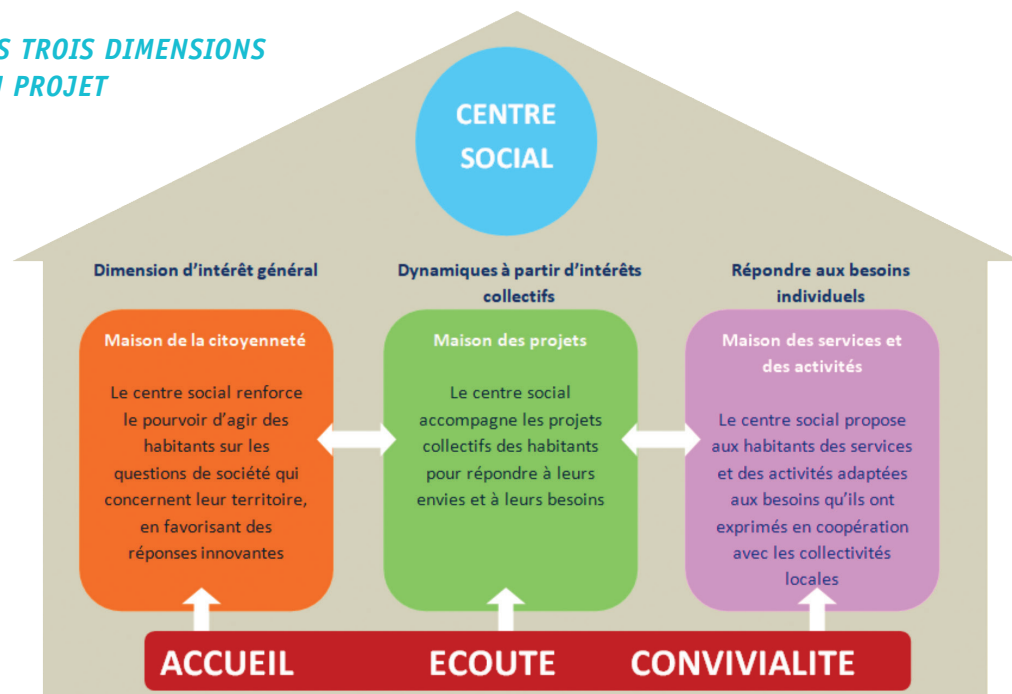 S TROIS DIMENSIONS
PROJET
CENTRE
SOCIAL
Dimension d'intérêt général
Dynamiques à partir d'intérêts
collectifs
Répondre aux besoins
individuels
Maison de la citoyenneté
Le centre social renforce
le pourvoir d'agir des
habitants sur les
questions de société qui
concernent leur territoire,
en favorisant des
réponses innovantes
Maison des projets
Le centre social
accompagne les projets
collectifs des habitants
pour répondre à leurs
envies et à leurs besoins
Maison des services et
des activités
Le centre social propose
aux habitants des services
et des activités adaptées
aux besoins qu'ils ont
exprimés en coopération
avec les collectivités
locales
ACCUEIL ECOUTE CONVIVIALITE